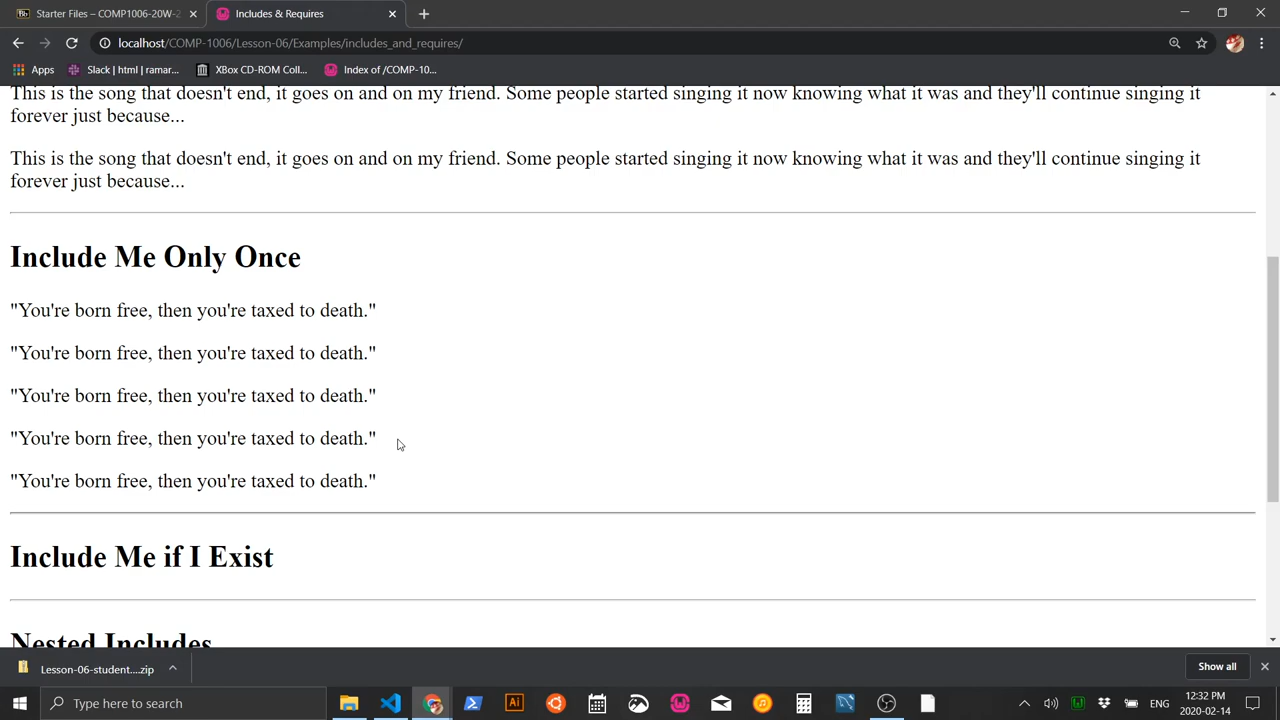 Starter Files – COMP1006-20W-2
Includes & Requires
localhost/COMP-1006/Lesson-06/Examples/includes_and_requires/
Apps
Slack | html | ramar...
XBox CD-ROM Coll...
Index of /COMP-10...
This is the song that doesn't end, it goes on and on my friend. Some people started singing it now knowing what it was and they'll continue singing it
forever just because...
This is the song that doesn't end, it goes on and on my friend. Some people started singing it now knowing what it was and they'll continue singing it
forever just because...
Include Me Only Once
"You're born free, then you're taxed to death."
"You're born free, then you're taxed to death."
"You're born free, then you're taxed to death."
"You're born free, then you're taxed to death."
"You're born free, then you're taxed to death."
Include Me if I Exist
Nested Includes
Lesson-06-student....zip
Show all
Type here to search
Ai
ENG
12:32 PM
2020-02-14